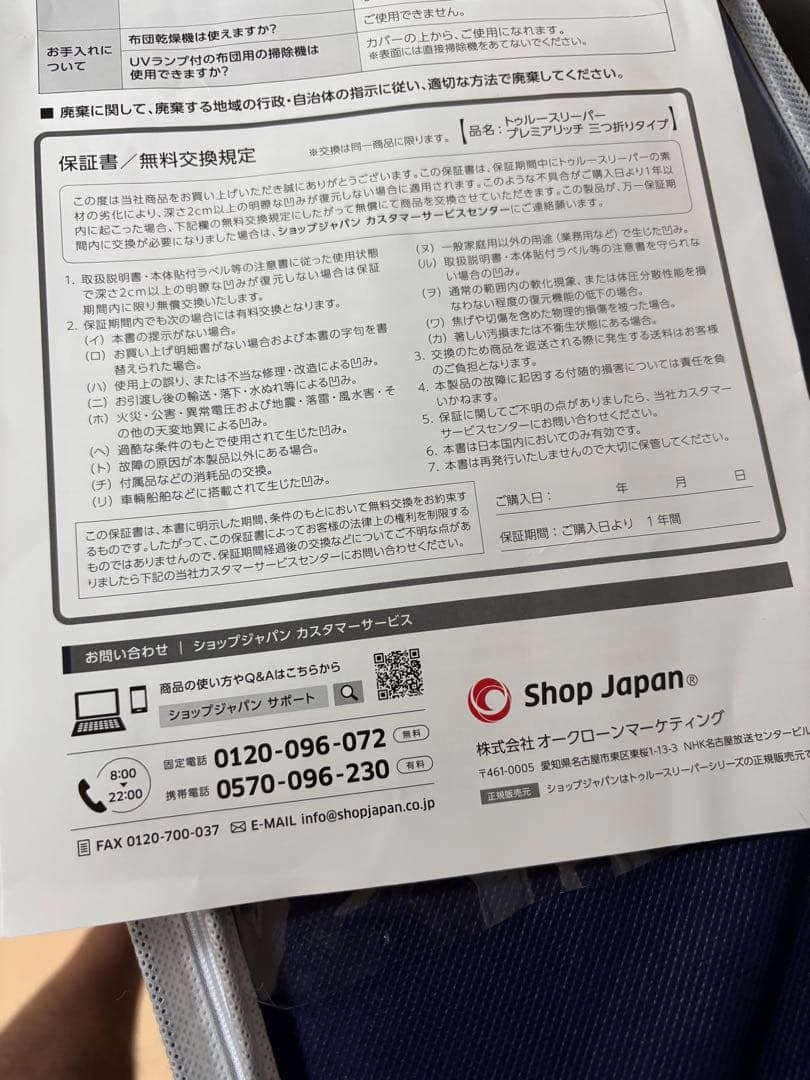 ご使用できません。
お手入れに
ついて
布団乾燥機は使えますか?
UVランプ付の布団用の掃除機は
使用できますか?
カバーの上から、ご使用になれます。
※表面には直接掃除機をあてないでください。
■ 廃棄に関して、廃棄する地域の行政・自治体の指示に従い、適切な方法で廃棄してください。
保証書／無料交換規定
※交換は同一商品に限ります。
【品名：トゥルースリーパー
プレミアリッチ 三つ折りタイプ】
この度は当社商品をお買い上げいただき誠にありがとうございます。この保証書は、保証期間中にトゥルースリーパーの素
材の劣化により、深さ2cm以上の明瞭な凹みが復元しない場合に適用されます。このような不具合がご購入日より1年以
内に起こった場合、下記欄の無料交換規定にしたがって無償にて商品を交換させていただきます。この製品が、万一保証期
間内に交換が必要になりました場合は、ショップジャパン カスタマーサービスセンターにご連絡願います。
1. 取扱説明書・本体貼付ラベル等の注意書に従った使用状態
で深さ2cm以上の明瞭な凹みが復元しない場合は保証
期間内に限り無償交換いたします。
2. 保証期間内でも次の場合には有料交換となります。
（イ）本書の提示がない場合。
（ロ）お買い上げ明細書がない場合および本書の字句を書
替えられた場合。
（ハ）使用上の誤り、または不当な修理・改造による凹み。
（ニ）お引渡し後の輸送・落下・水ぬれ等による凹み。
（ホ）火災・公害・異常電圧および地震・落雷・風水害・そ
の他の天変地異による凹み。
（ヘ）過酷な条件のもとで使用されて生じた凹み。
（ト）故障の原因が本製品以外にある場合。
（チ）付属品などの消耗品の交換。
（リ）車輌船舶などに搭載されて生じた凹み。
（ヌ）一般家庭用以外の用途（業務用など）で生じた凹み。
（ル）取扱説明書・本体貼付ラベル等の注意書を守られな
い場合の凹み。
（ヲ）通常の範囲内の軟化現象、または体圧分散性能を損
なわない程度の復元機能の低下の場合。
（ワ）焦げや切傷を含めた物理的損傷を被った場合。
（カ）著しい汚損または不衛生状態にある場合。
3. 交換のため商品を返送される際に発生する送料はお客様
のご負担となります。
4. 本製品の故障に起因する付随的損害については責任を負
いかねます。
5. 保証に関してご不明の点がありましたら、当社カスタマー
サービスセンターにお問い合わせください。
6. 本書は日本国内においてのみ有効です。
7. 本書は再発行いたしませんので大切に保管してください。
この保証書は、本書に明示した期間、条件のもとにおいて無料交換をお約束す
るものです。したがって、この保証書によってお客様の法律上の権利を制限する
ものではありませんので、保証期間経過後の交換などについてご不明な点があ
りましたら下記の当社カスタマーサービスセンターにお問い合わせください。
ご購入日： 年 月 日
保証期間：ご購入日より 1年間
お問い合わせ ｜ ショップジャパン カスタマーサービス
商品の使い方やQ&Aはこちらから
ショップジャパン サポート
8:00
22:00
固定電話 0120-096-072 無料
携帯電話 0570-096-230 有料
FAX 0120-700-037 E-MAIL info@shopjapan.co.jp
Shop Japan®
株式会社 オークローンマーケティング
〒461-0005 愛知県名古屋市東区東桜1-13-3 NHK名古屋放送センタービル
正規販売元 ショップジャパンはトゥルースリーパーシリーズの正規販売元で